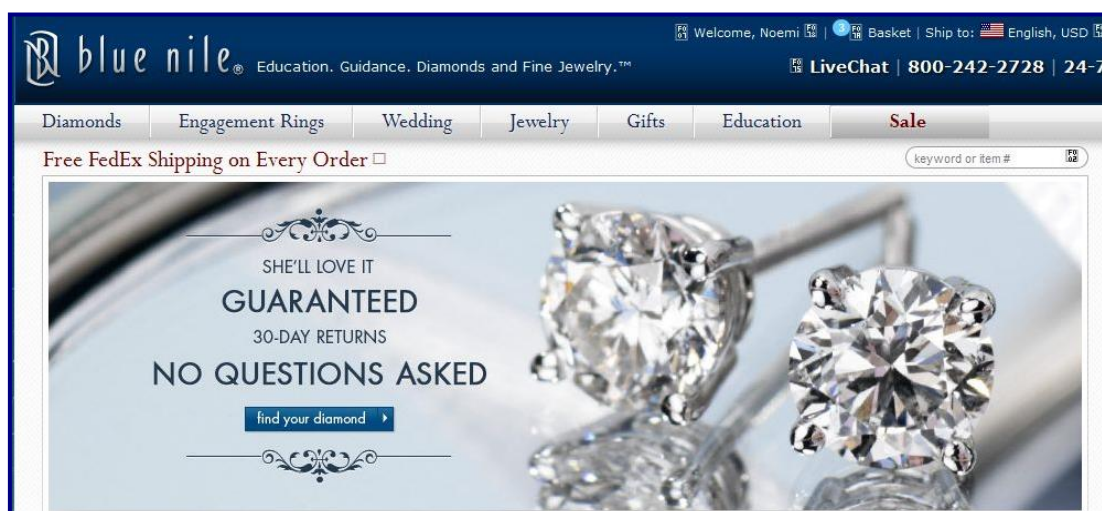 Welcome, Noemi | 3 Basket | Ship to: English, USD
blue nile® Education. Guidance. Diamonds and Fine Jewelry.™
LiveChat | 800-242-2728 | 24-7
Diamonds Engagement Rings Wedding Jewelry Gifts Education Sale
Free FedEx Shipping on Every Order
keyword or item #
SHE'LL LOVE IT
GUARANTEED
30-DAY RETURNS
NO QUESTIONS ASKED
find your diamond